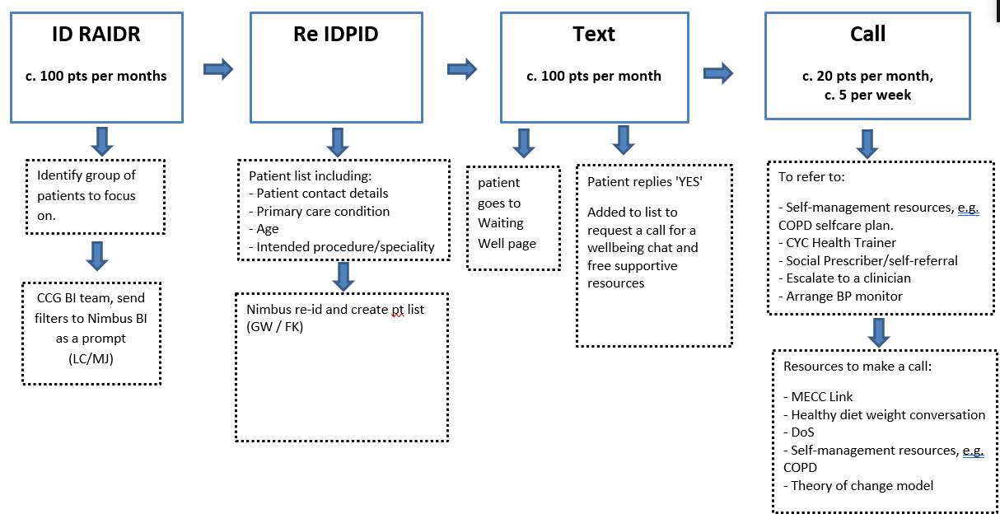 ID RAIDR
c. 100 pts per months
Re IDPID
Text
c. 100 pts per month
Call
c. 20 pts per month,
c. 5 per week
Identify group of
patients to focus
on.
CCG BI team, send
filters to Nimbus BI
as a prompt
(LC/MJ)
Patient list including:
- Patient contact details
- Primary care condition
- Age
- Intended procedure/speciality
Nimbus re-id and create pt list
(GW / FK)
patient
goes to
Waiting
Well page
Patient replies 'YES'
Added to list to
request a call for a
wellbeing chat and
free supportive
resources
To refer to:
- Self-management resources, e.g.
COPD selfcare plan.
- CYC Health Trainer
- Social Prescriber/self-referral
- Escalate to a clinician
- Arrange BP monitor
Resources to make a call:
- MECC Link
- Healthy diet weight conversation
- DoS
- Self-management resources, e.g.
COPD
- Theory of change model